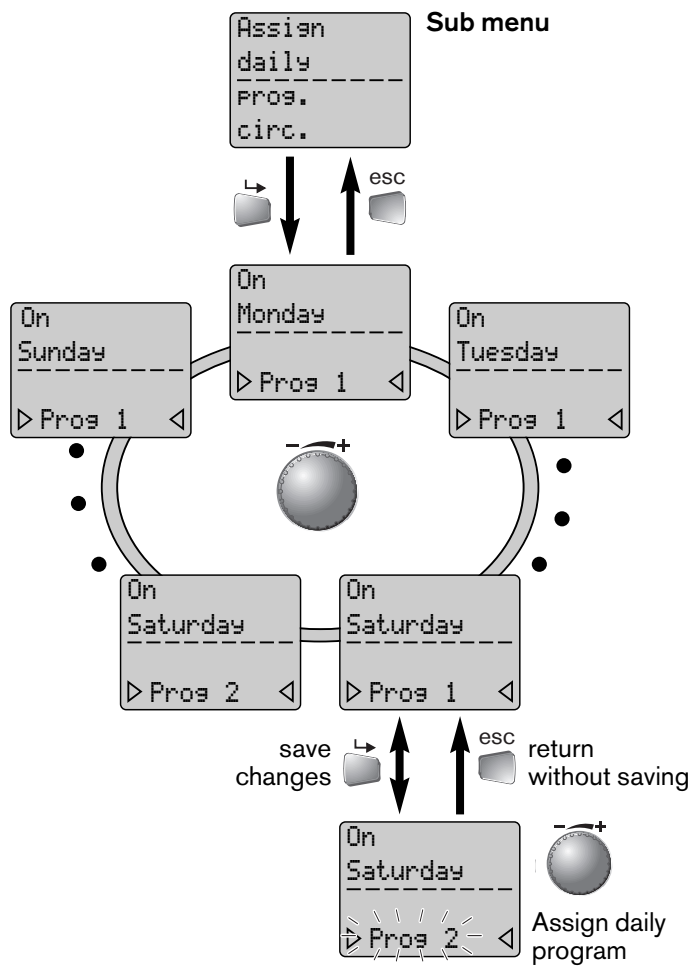 Assign
daily
prog.
circ.
Sub menu
esc
On
Monday
▷ Prog 1 ◁
On
Sunday
▷ Prog 1 ◁
On
Tuesday
▷ Prog 1 ◁
− +
On
Saturday
▷ Prog 2 ◁
On
Saturday
▷ Prog 1 ◁
save
changes
esc
return
without saving
On
Saturday
▷ Prog 2 ◁
− +
Assign daily
program